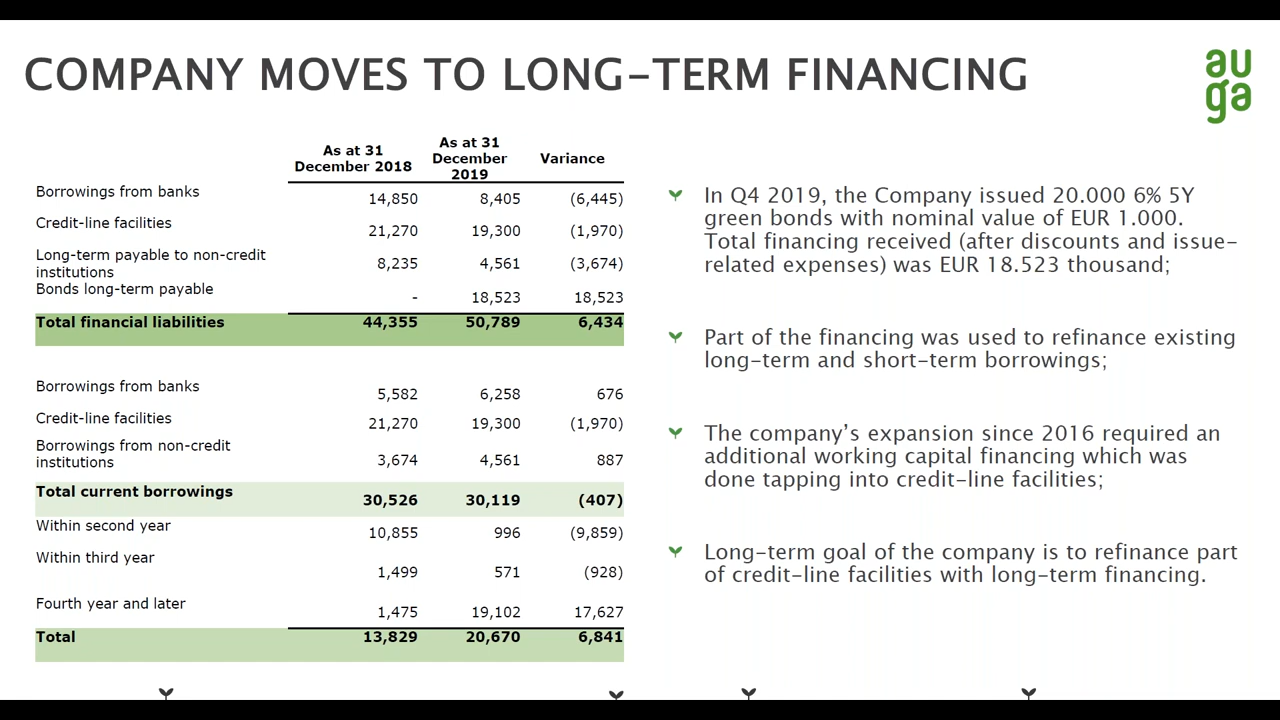 COMPANY MOVES TO LONG-TERM FINANCING
au
ga
As at 31 December 2018 As at 31 December 2019 Variance
Borrowings from banks 14,850 8,405 (6,445)
Credit-line facilities 21,270 19,300 (1,970)
Long-term payable to non-credit institutions 8,235 4,561 (3,674)
Bonds long-term payable - 18,523 18,523
Total financial liabilities 44,355 50,789 6,434
Borrowings from banks 5,582 6,258 676
Credit-line facilities 21,270 19,300 (1,970)
Borrowings from non-credit institutions 3,674 4,561 887
Total current borrowings 30,526 30,119 (407)
Within second year 10,855 996 (9,859)
Within third year 1,499 571 (928)
Fourth year and later 1,475 19,102 17,627
Total 13,829 20,670 6,841
In Q4 2019, the Company issued 20.000 6% 5Y
green bonds with nominal value of EUR 1.000.
Total financing received (after discounts and issue-
related expenses) was EUR 18.523 thousand;
Part of the financing was used to refinance existing
long-term and short-term borrowings;
The company's expansion since 2016 required an
additional working capital financing which was
done tapping into credit-line facilities;
Long-term goal of the company is to refinance part
of credit-line facilities with long-term financing.